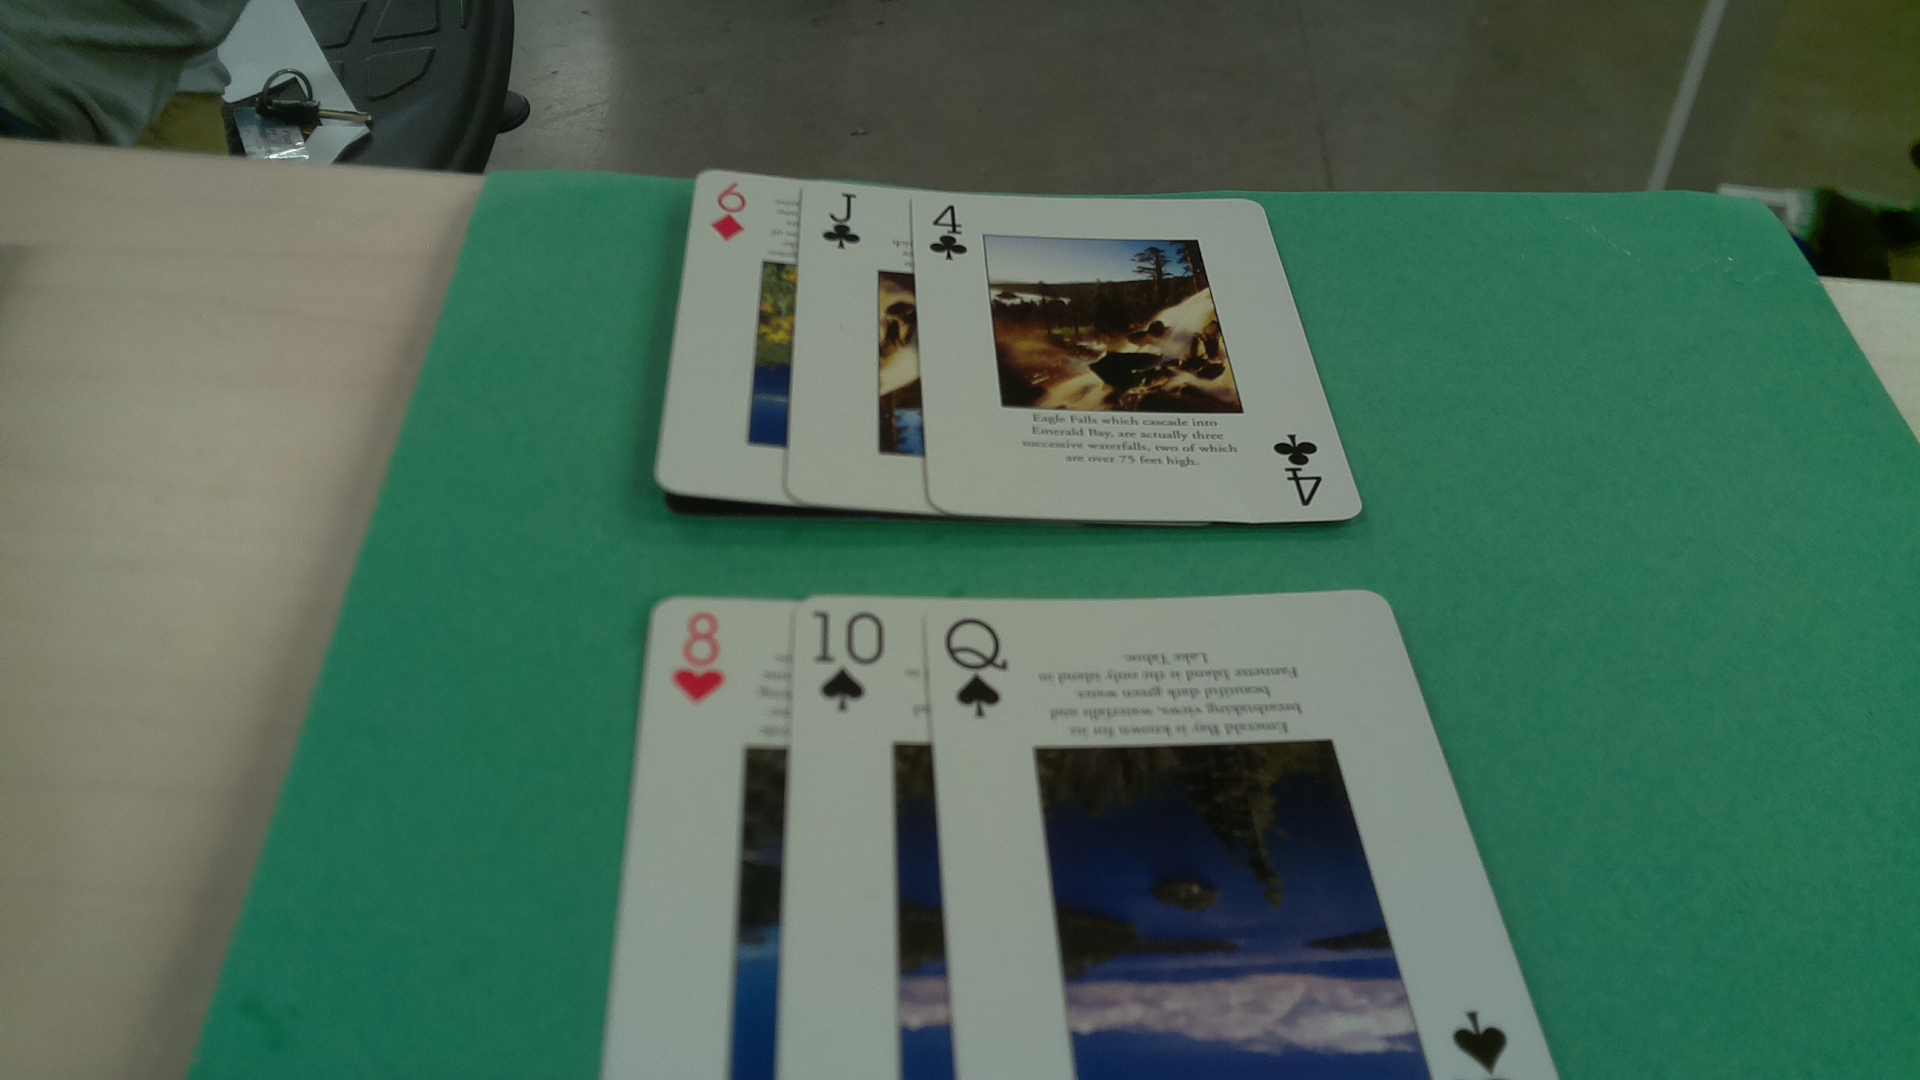 6
J
4
Eagle Falls which cascade into
Emerald Bay, are actually three
successive waterfalls, two of which
are over 75 feet high.
4
8
10
Q
Emerald Bay is known for its
breathtaking views, waterfalls and
beautiful dark green water.
Fannette Island is the only island in
Lake Tahoe.